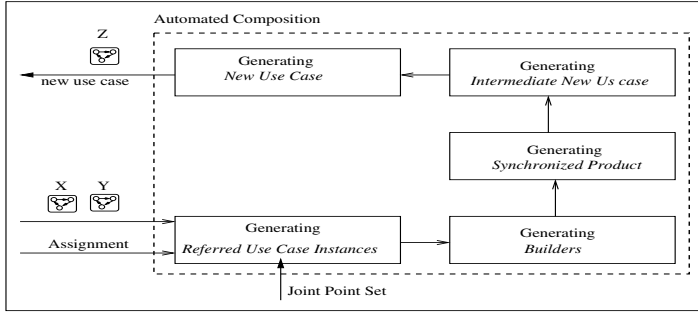 Automated Composition
Z
new use case
Generating
New Use Case
Generating
Intermediate New Us case
Generating
Synchronized Product
X Y
Assignment
Generating
Referred Use Case Instances
Generating
Builders
Joint Point Set